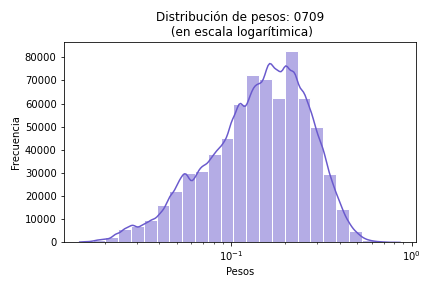 Distribución de pesos: 0709
(en escala logarítimica)
Frecuencia
80000
70000
60000
50000
40000
30000
20000
10000
0
10⁻¹
10⁰
Pesos